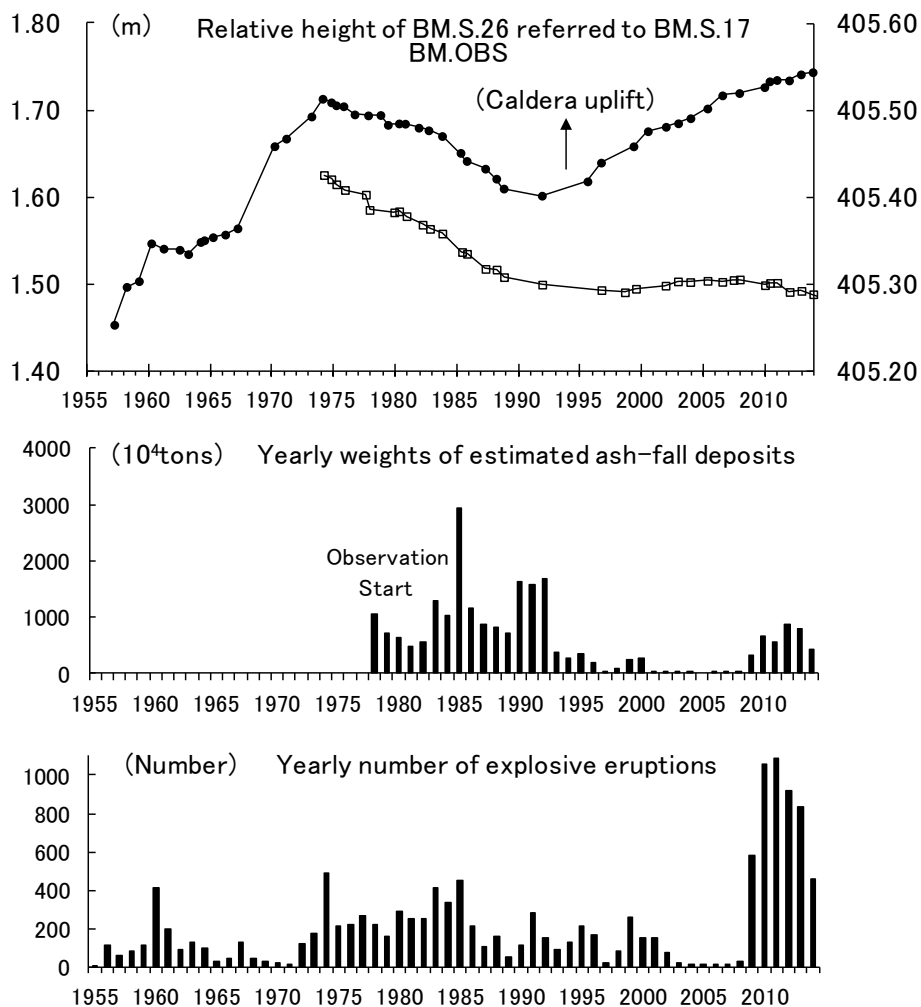 1.80 (m) Relative height of BM.S.26 referred to BM.S.17 405.60
BM.OBS
(Caldera uplift)
1.70 405.50
1.60 405.40
1.50 405.30
1.40 405.20
1955 1960 1965 1970 1975 1980 1985 1990 1995 2000 2005 2010
4000 (10⁴tons) Yearly weights of estimated ash-fall deposits
3000
Observation
2000 Start
1000
0
1955 1960 1965 1970 1975 1980 1985 1990 1995 2000 2005 2010
(Number) Yearly number of explosive eruptions
1000
800
600
400
200
0
1955 1960 1965 1970 1975 1980 1985 1990 1995 2000 2005 2010